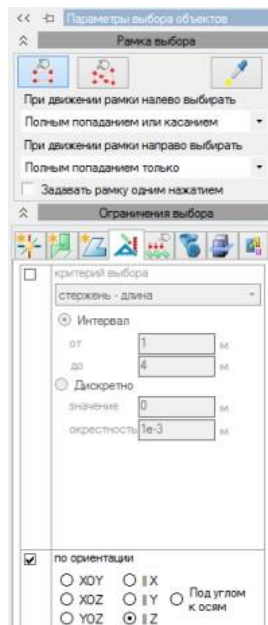 << Параметры выбора объектов
Рамка выбора
При движении рамки налево выбирать
Полным попаданием или касанием
При движении рамки направо выбирать
Полным попаданием только
Задавать рамку одним нажатием
Ограничения выбора
критерий выбора
стержень - длина
Интервал
от 1 м
до 4 м
Дискретно
значение 0 м
окрестность 1e-3 м
по ориентации
XOY ‖X
XOZ ‖Y Под углом к осям
YOZ ‖Z